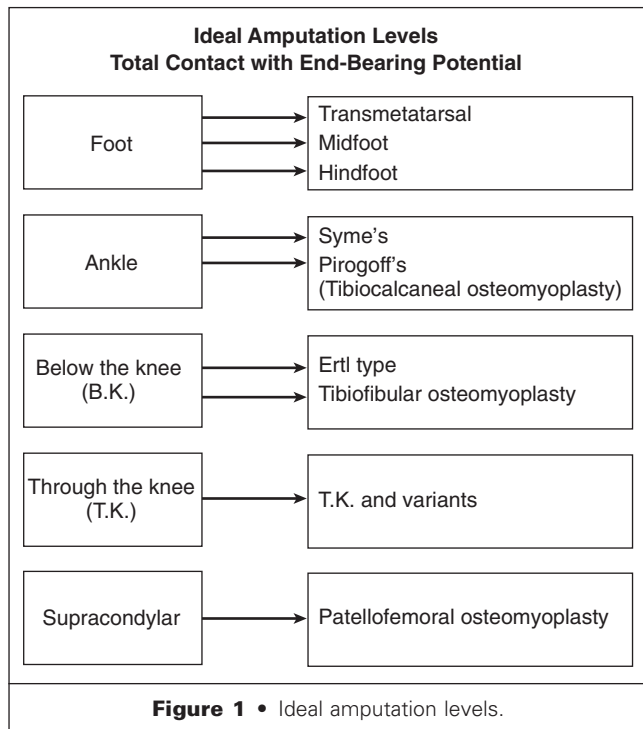 Ideal Amputation Levels
Total Contact with End-Bearing Potential
Foot
Transmetatarsal
Midfoot
Hindfoot
Ankle
Syme's
Pirogoff's
(Tibiocalcaneal osteomyoplasty)
Below the knee
(B.K.)
Ertl type
Tibiofibular osteomyoplasty
Through the knee
(T.K.)
T.K. and variants
Supracondylar
Patellofemoral osteomyoplasty
Figure 1 • Ideal amputation levels.